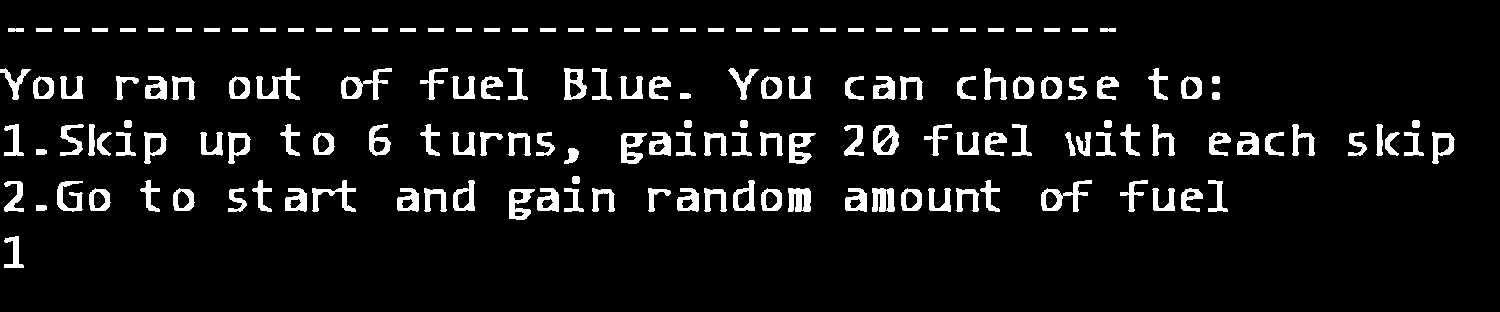 ----------------------------------------
You ran out of fuel Blue. You can choose to:
1.Skip up to 6 turns, gaining 20 fuel with each skip
2.Go to start and gain random amount of fuel
1